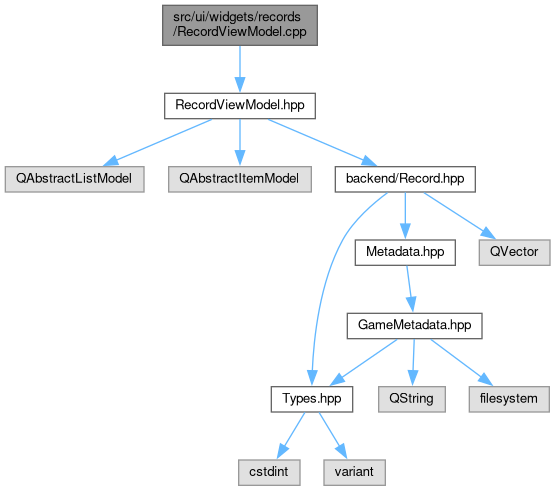 src/ui/widgets/records
/RecordViewModel.cpp
RecordViewModel.hpp
QAbstractListModel
QAbstractItemModel
backend/Record.hpp
Metadata.hpp
QVector
GameMetadata.hpp
Types.hpp
QString
filesystem
cstdint
variant